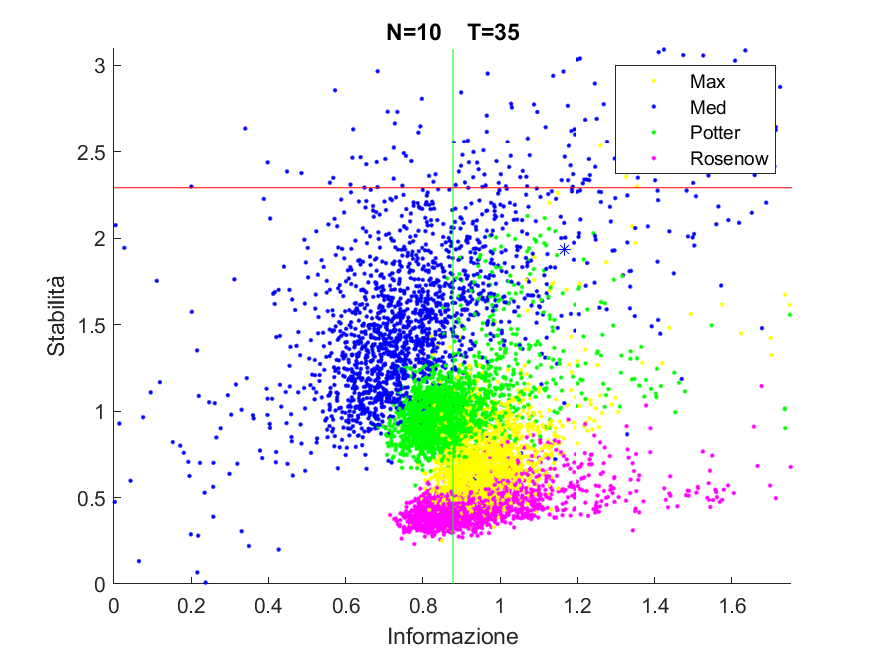 N=10 T=35
3
2.5
2
1.5
1
0.5
0
Stabilità
Max
Med
Potter
Rosenow
0 0.2 0.4 0.6 0.8 1 1.2 1.4 1.6
Informazione